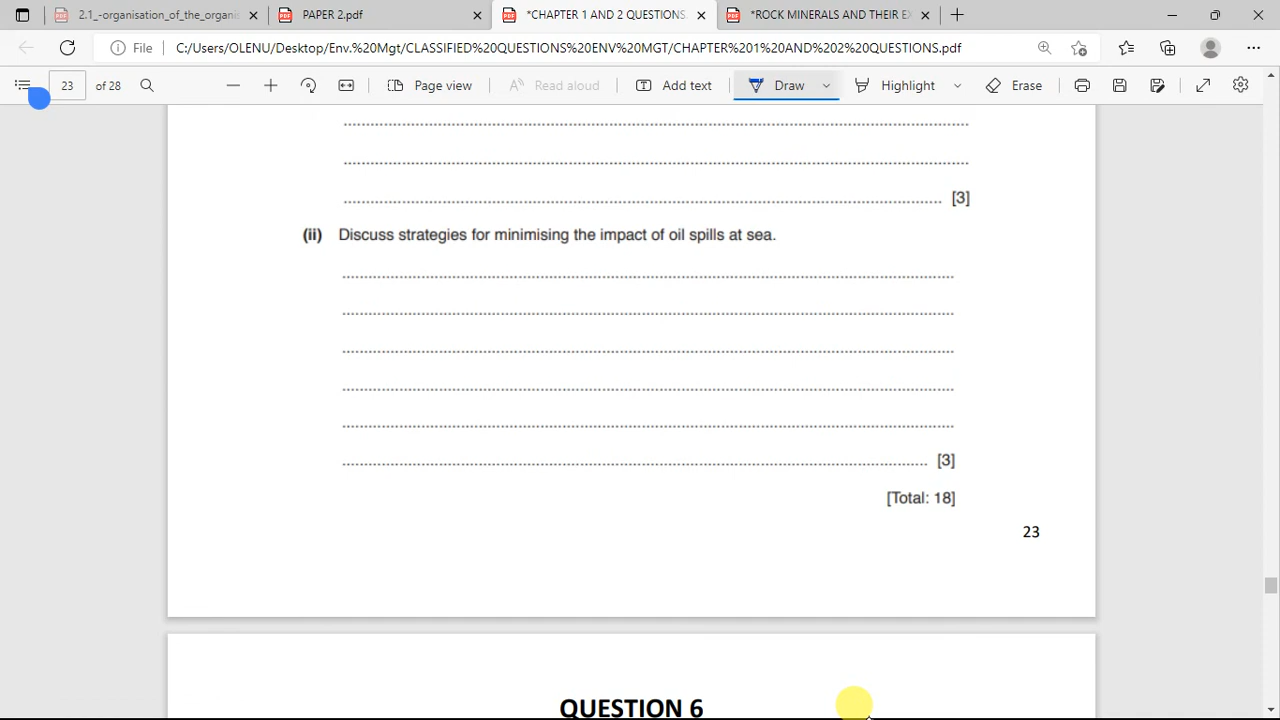 2.1_-organisation_of_the_organis
PAPER 2.pdf
*CHAPTER 1 AND 2 QUESTIONS.
*ROCK MINERALS AND THEIR EX
File
C:/Users/OLENU/Desktop/Env.%20Mgt/CLASSIFIED%20QUESTIONS%20ENV%20MGT/CHAPTER%201%20AND%202%20QUESTIONS.pdf
23 of 28
Page view
Read aloud
Add text
Draw
Highlight
Erase
[3]
(ii) Discuss strategies for minimising the impact of oil spills at sea.
[3]
[Total: 18]
23
QUESTION 6